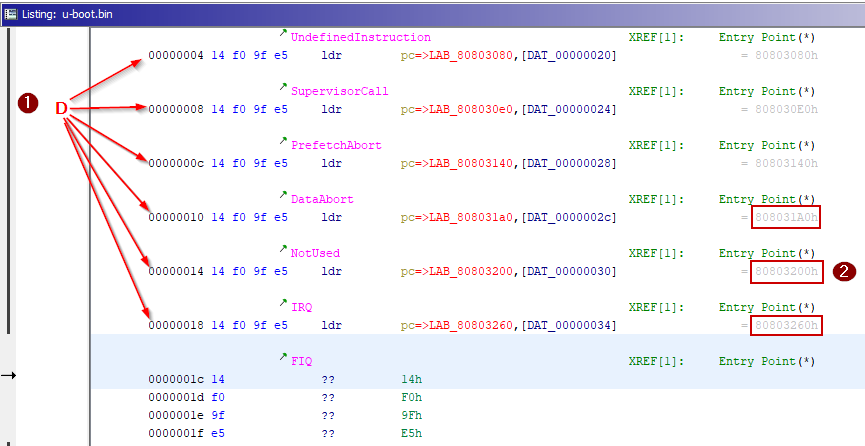 Listing: u-boot.bin
UndefinedInstruction XREF[1]: Entry Point(*)
00000004 14 f0 9f e5 ldr pc=>LAB_80803080,[DAT_00000020] = 80803080h
SupervisorCall XREF[1]: Entry Point(*)
1 D 00000008 14 f0 9f e5 ldr pc=>LAB_808030e0,[DAT_00000024] = 808030E0h
PrefetchAbort XREF[1]: Entry Point(*)
0000000c 14 f0 9f e5 ldr pc=>LAB_80803140,[DAT_00000028] = 80803140h
DataAbort XREF[1]: Entry Point(*)
00000010 14 f0 9f e5 ldr pc=>LAB_808031a0,[DAT_0000002c] = 808031A0h
NotUsed XREF[1]: Entry Point(*)
00000014 14 f0 9f e5 ldr pc=>LAB_80803200,[DAT_00000030] = 80803200h 2
IRQ XREF[1]: Entry Point(*)
00000018 14 f0 9f e5 ldr pc=>LAB_80803260,[DAT_00000034] = 80803260h
FIQ XREF[1]: Entry Point(*)
0000001c 14 ?? 14h
0000001d f0 ?? F0h
0000001e 9f ?? 9Fh
0000001f e5 ?? E5h